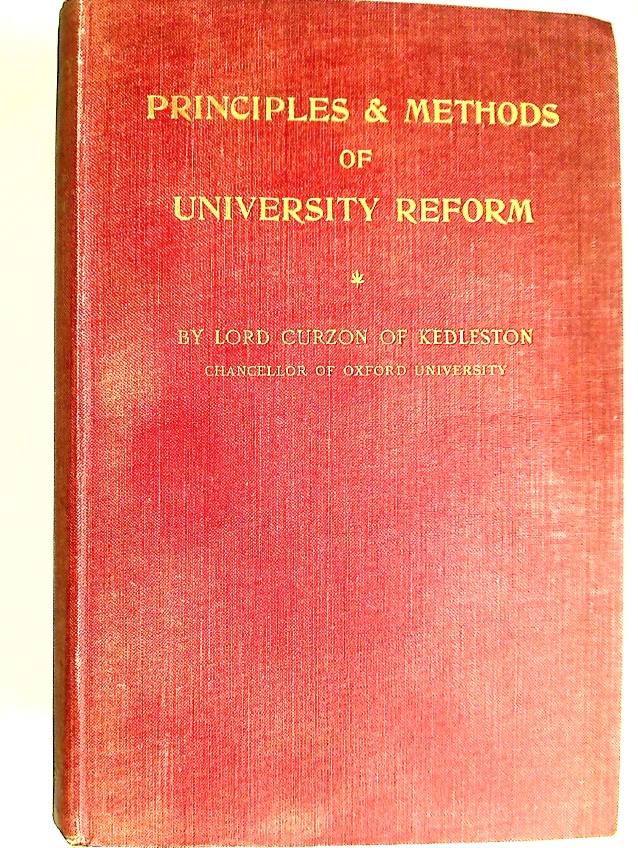 PRINCIPLES & METHODS
OF
UNIVERSITY REFORM
BY LORD CURZON OF KEDLESTON
CHANCELLOR OF OXFORD UNIVERSITY